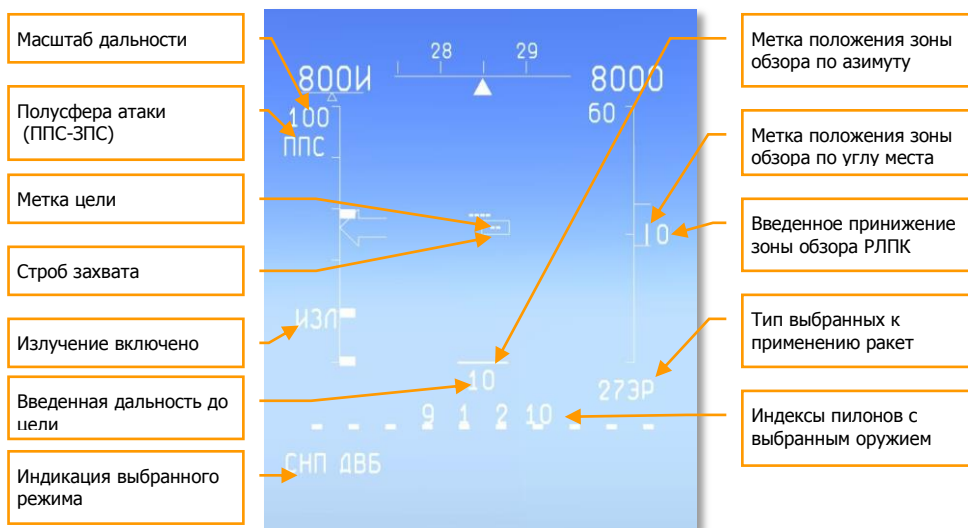 Масштаб дальности
Полусфера атаки
(ППС-ЗПС)
Метка цели
Строб захвата
Излучение включено
Введенная дальность до
цели
Индикация выбранного
режима
28 29
800И 8000
100 60
ППС
10
ИЗЛ
10 27ЭР
9 1 2 10
СНП ДВБ
Метка положения зоны
обзора по азимуту
Метка положения зоны
обзора по углу места
Введенное принижение
зоны обзора РЛПК
Тип выбранных к
применению ракет
Индексы пилонов с
выбранным оружием